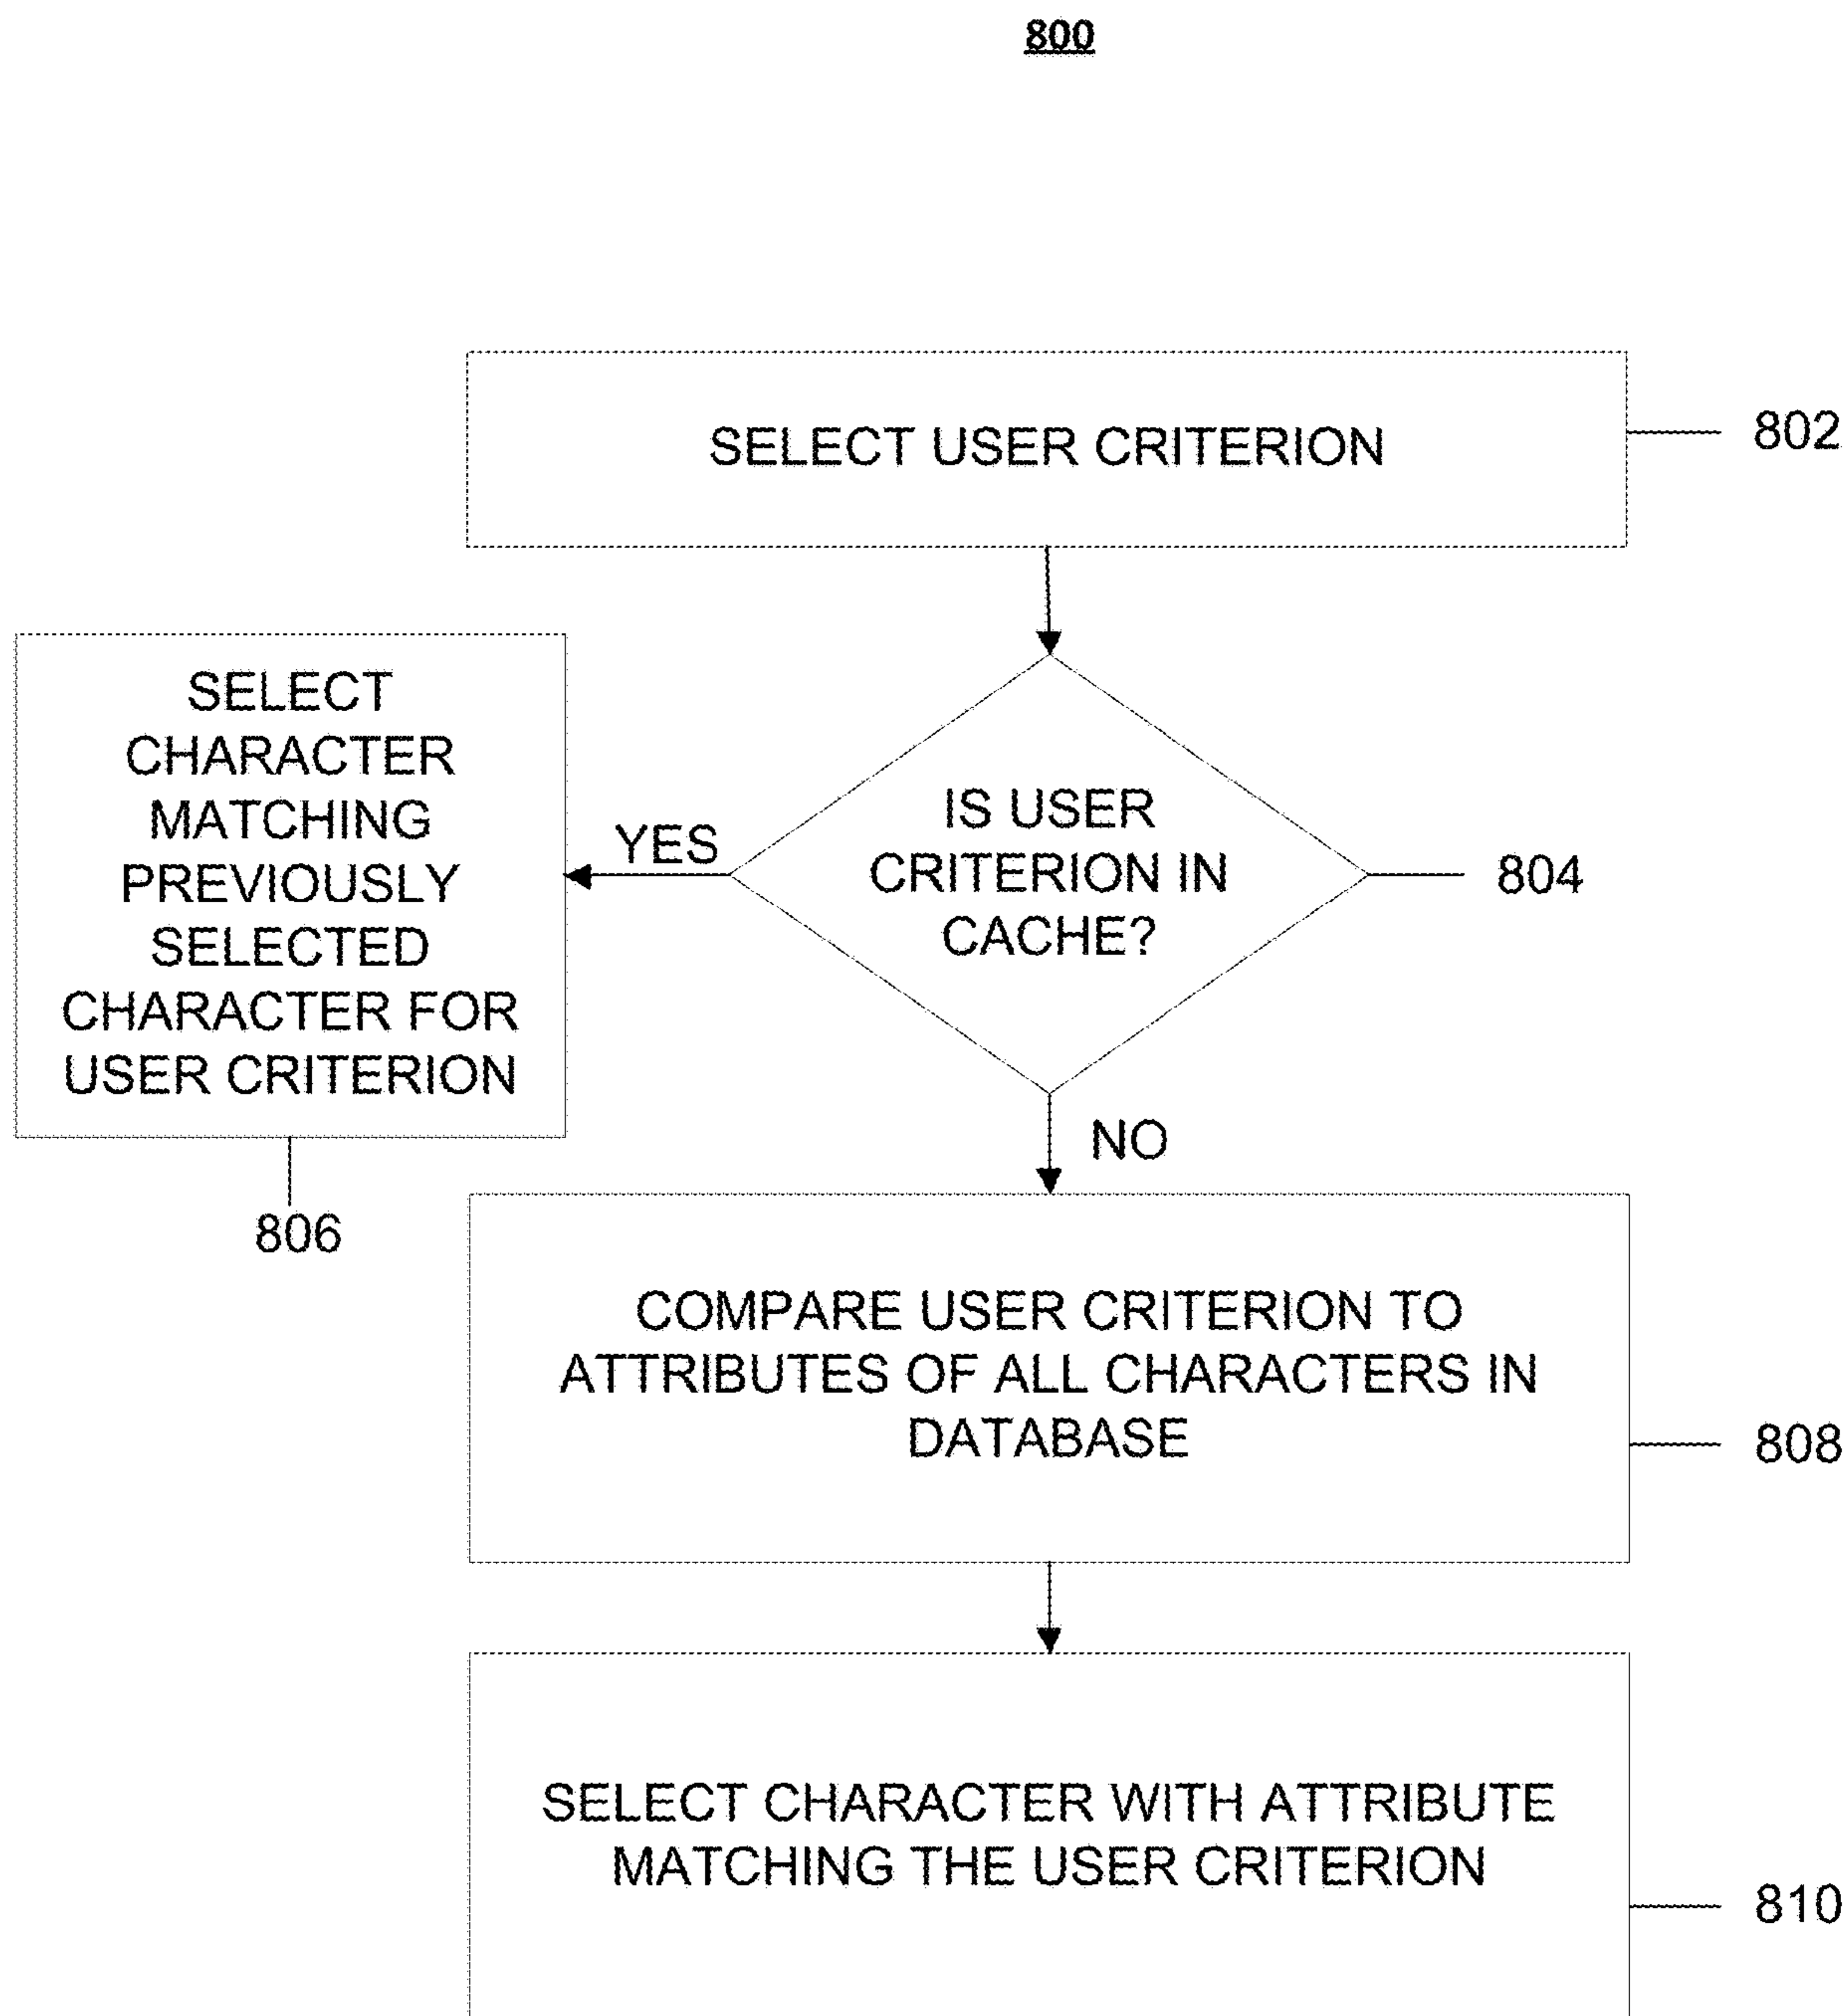 800
SELECT USER CRITERION
802
SELECT
CHARACTER
MATCHING
PREVIOUSLY
SELECTED
CHARACTER FOR
USER CRITERION
806
YES
IS USER
CRITERION IN
CACHE?
804
NO
COMPARE USER CRITERION TO
ATTRIBUTES OF ALL CHARACTERS IN
DATABASE
808
SELECT CHARACTER WITH ATTRIBUTE
MATCHING THE USER CRITERION
810